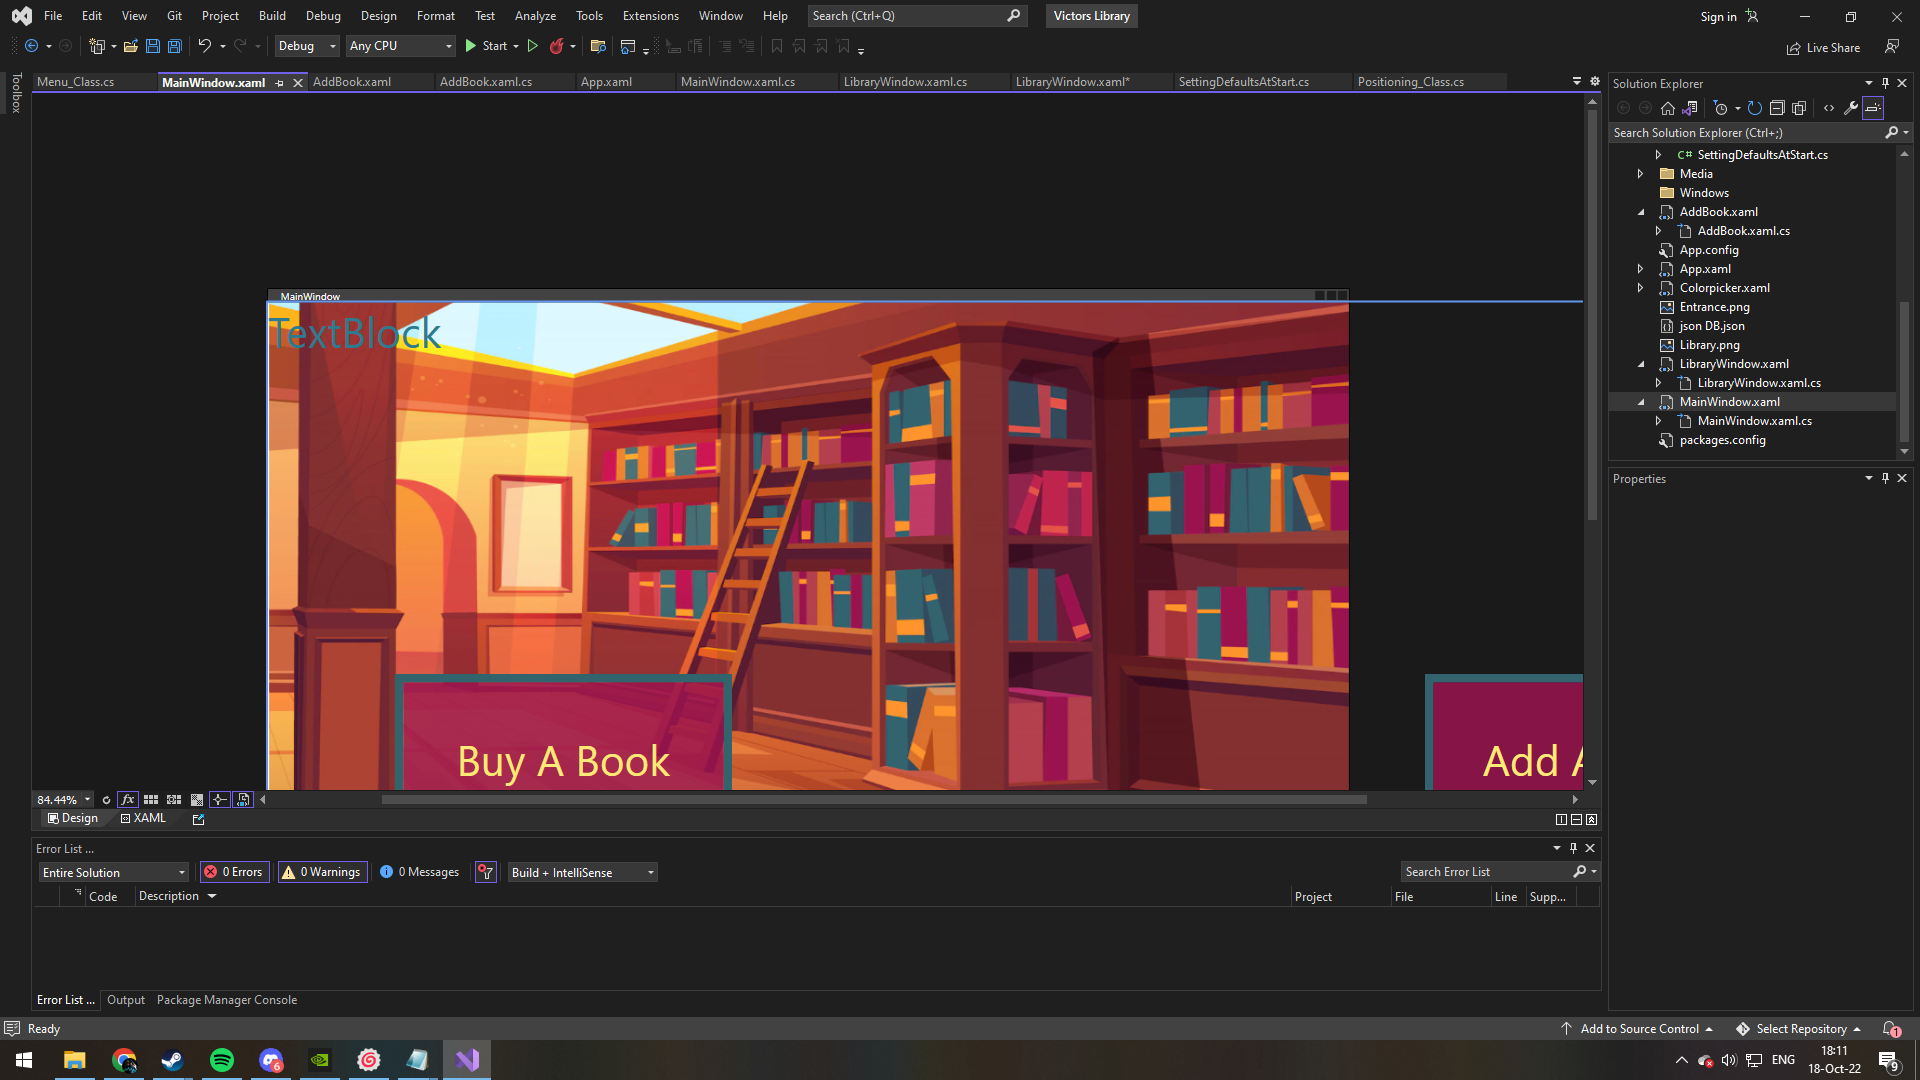 File Edit View Git Project Build Debug Design Format Test Analyze Tools Extensions Window Help Search (Ctrl+Q) Victors Library Sign in
Debug Any CPU Start Live Share
Toolbox
Menu_Class.cs MainWindow.xaml AddBook.xaml AddBook.xaml.cs App.xaml MainWindow.xaml.cs LibraryWindow.xaml.cs LibraryWindow.xaml* SettingDefaultsAtStart.cs Positioning_Class.cs
MainWindow
TextBlock
Buy A Book
Add A
84.44% fx
Design XAML
Solution Explorer
Search Solution Explorer (Ctrl+;)
C# SettingDefaultsAtStart.cs
Media
Windows
AddBook.xaml
AddBook.xaml.cs
App.config
App.xaml
Colorpicker.xaml
Entrance.png
json DB.json
Library.png
LibraryWindow.xaml
LibraryWindow.xaml.cs
MainWindow.xaml
MainWindow.xaml.cs
packages.config
Properties
Error List ...
Entire Solution 0 Errors 0 Warnings 0 Messages Build + IntelliSense Search Error List
Code Description Project File Line Supp...
Error List ... Output Package Manager Console
Ready Add to Source Control Select Repository 1
6 ENG 18:11
18-Oct-22 9